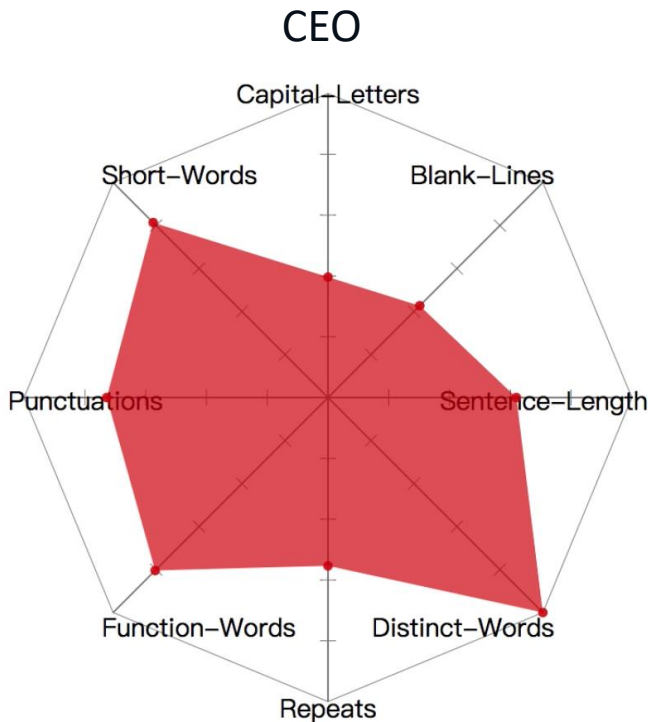 CEO
Capital-Letters
Short-Words
Blank-Lines
Punctuations
Sentence-Length
Function-Words
Distinct-Words
Repeats